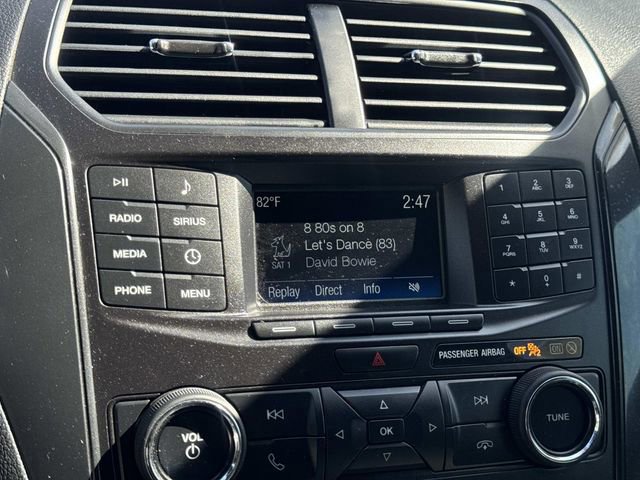 82°F 2:47
8 80s on 8
Let's Dance (83)
David Bowie
SAT 1
Replay Direct Info
RADIO SIRIUS
MEDIA
PHONE MENU
1 2 ABC 3 DEF
4 GHI 5 JKL 6 MNO
7 PQRS 8 TUV 9 WXYZ
* 0 + #
PASSENGER AIRBAG OFF 2 ON
VOL
OK
TUNE